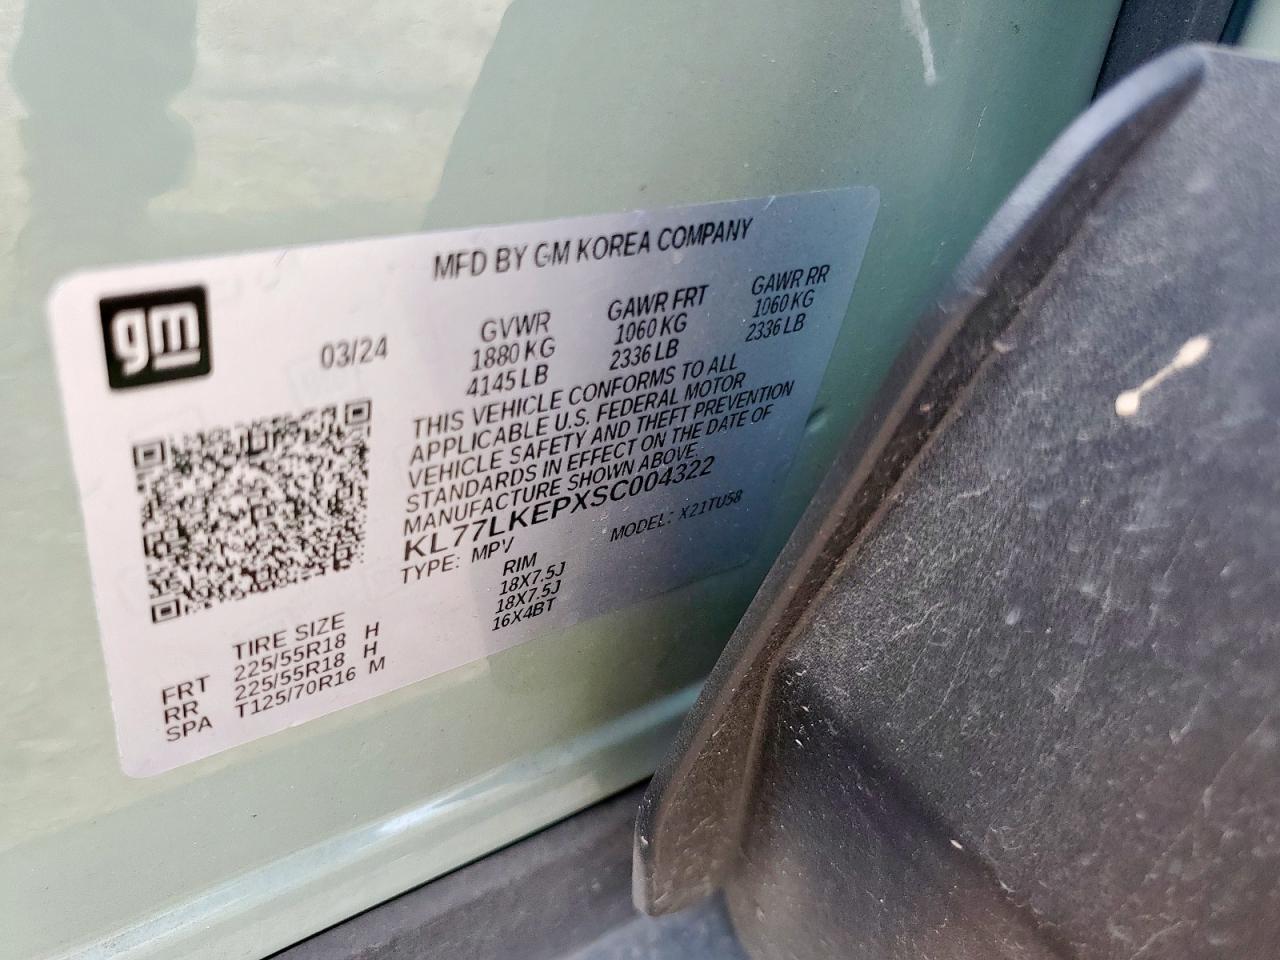 MFD BY GM KOREA COMPANY
gm
03/24
GVWR GAWR FRT GAWR RR
1880 KG 1060 KG 1060 KG
4145 LB 2336 LB 2336 LB
THIS VEHICLE CONFORMS TO ALL
APPLICABLE U.S. FEDERAL MOTOR
VEHICLE SAFETY AND THEFT PREVENTION
STANDARDS IN EFFECT ON THE DATE OF
MANUFACTURE SHOWN ABOVE.
KL77LKEPXSC004322
TYPE: MPV MODEL: X21TU58
TIRE SIZE RIM
FRT 225/55R18 H 18X7.5J
RR 225/55R18 H 18X7.5J
SPA T125/70R16 M 16X4BT